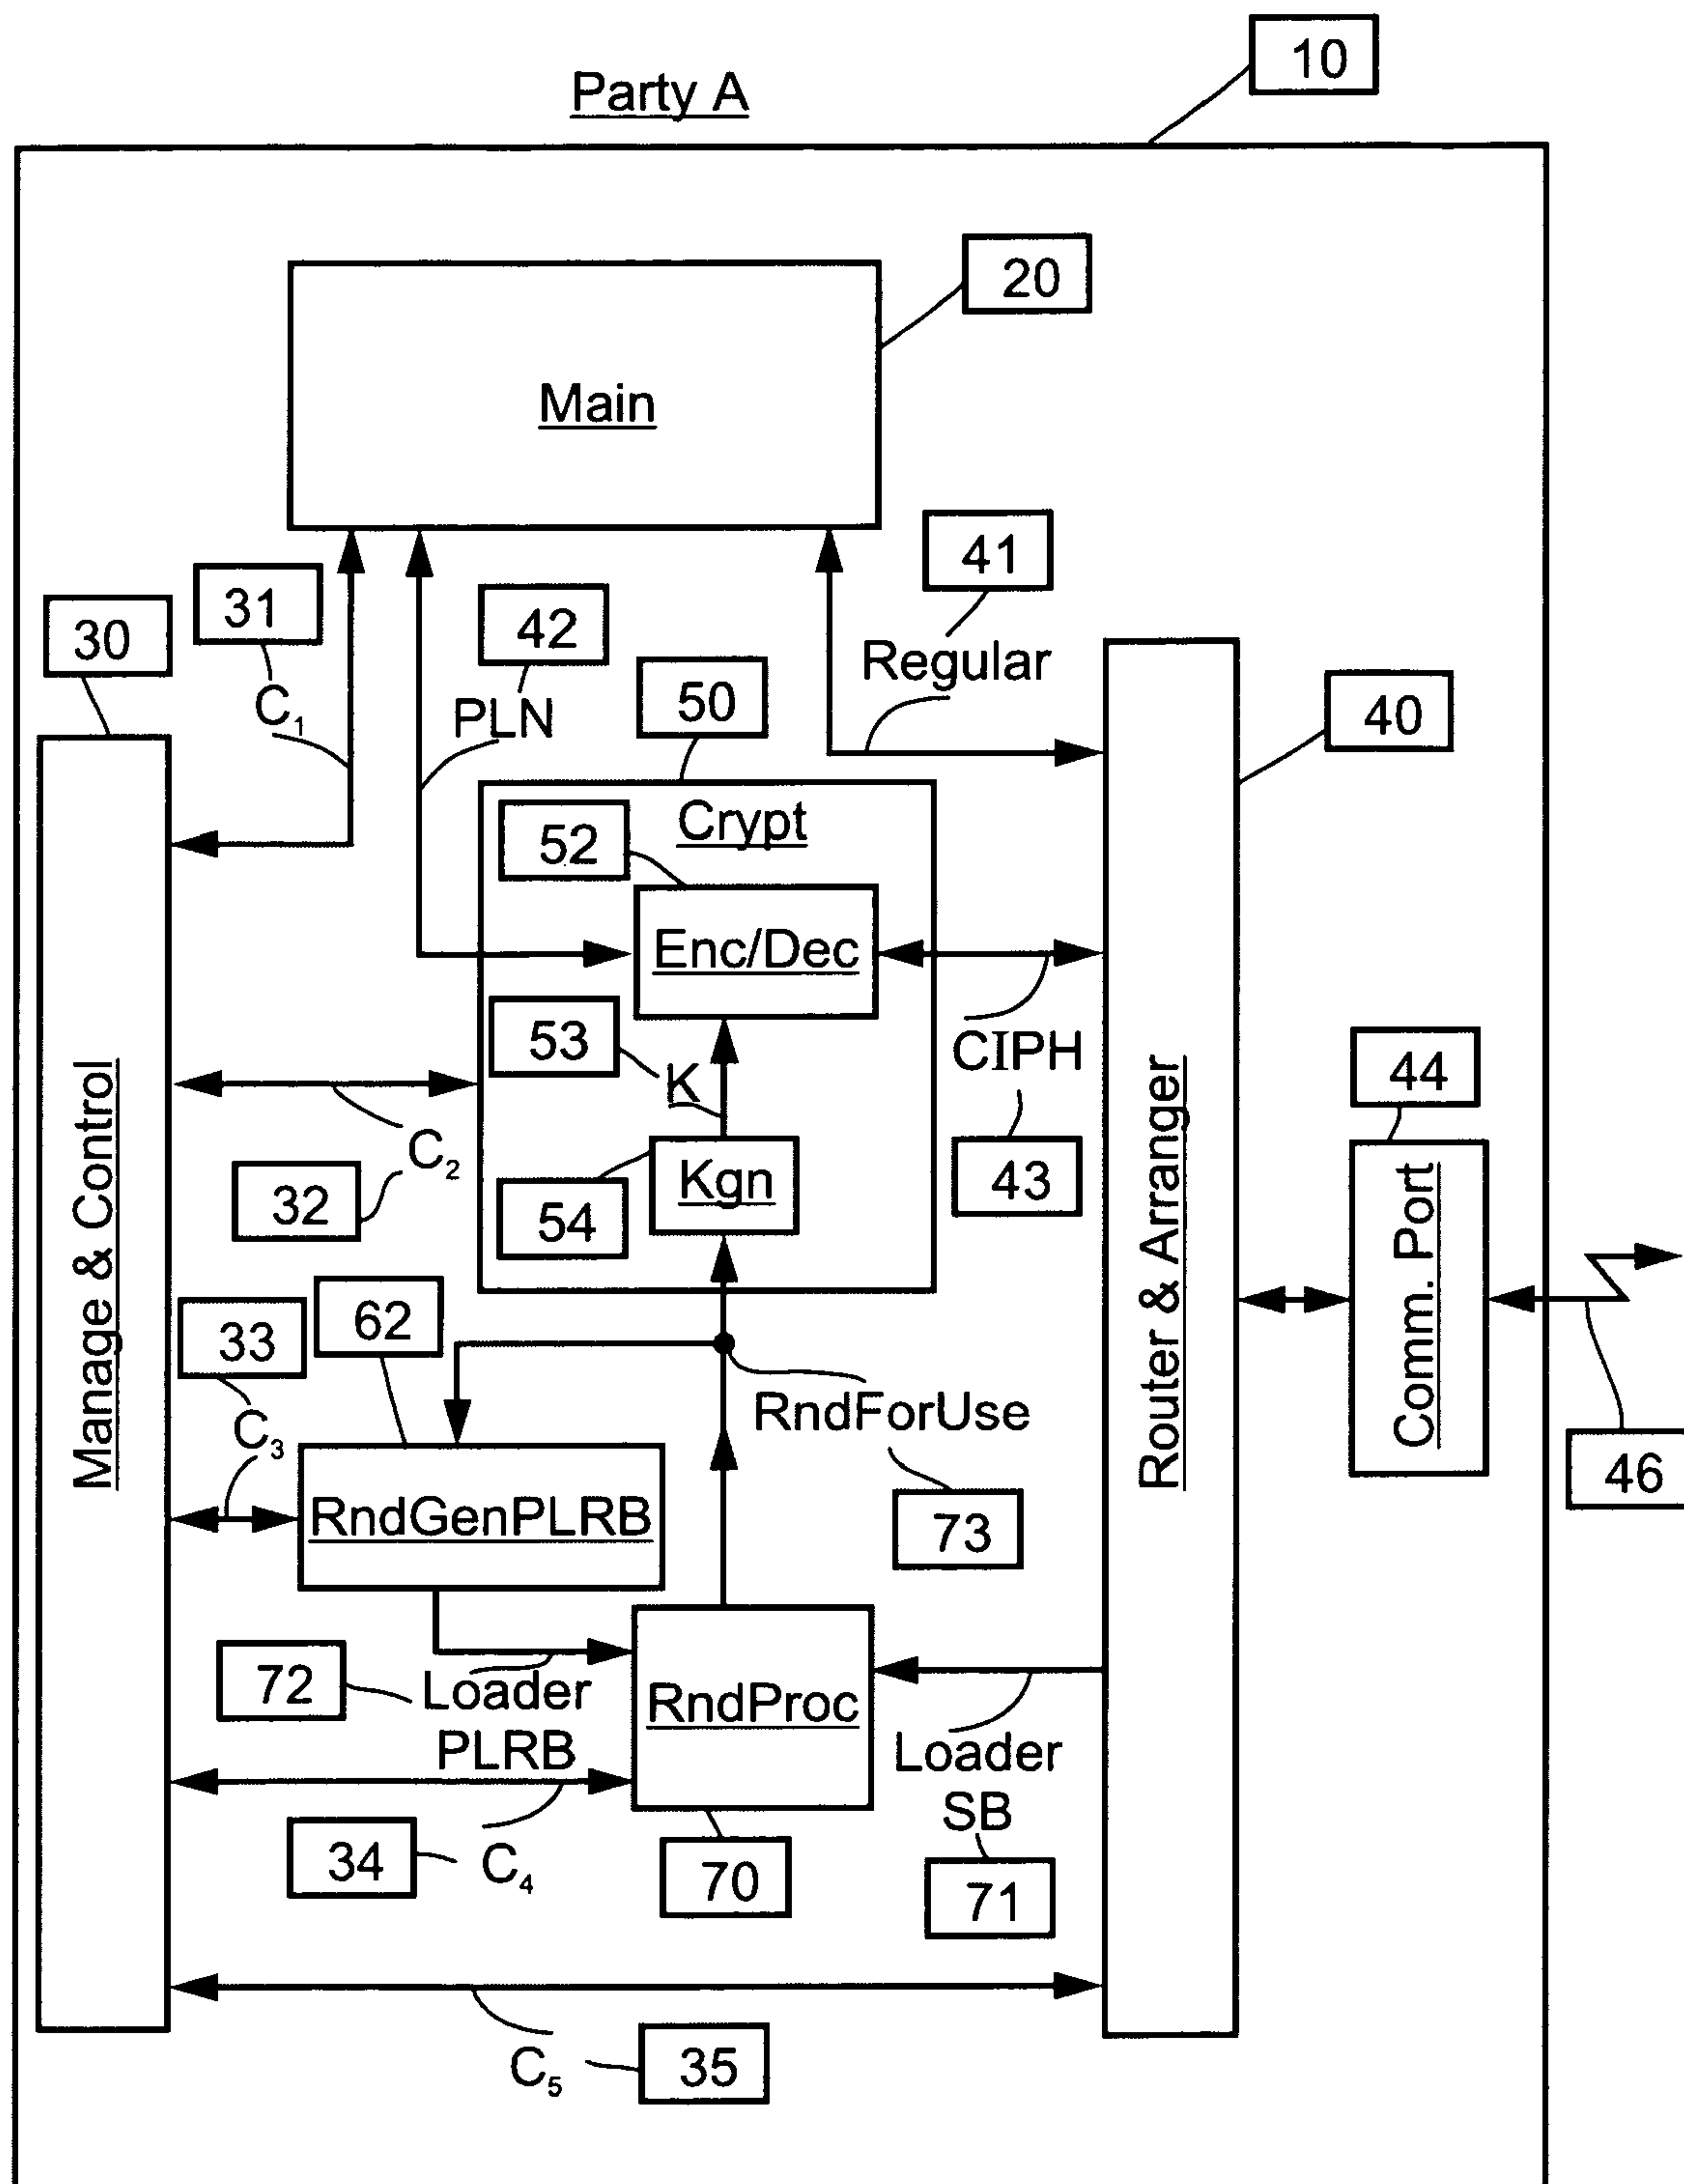 10
Party A
20
Main
41
31
42
30
Regular
C₁
PLN
50
40
Crypt
52
Enc/Dec
53
CIPH
44
K
Manage & Control
Router & Arranger
C₂
43
Kgn
32
54
Comm. Port
62
33
RndForUse
C₃
46
RndGenPLRB
73
72
Loader
PLRB
RndProc
Loader
SB
34
C₄
70
71
C₅
35